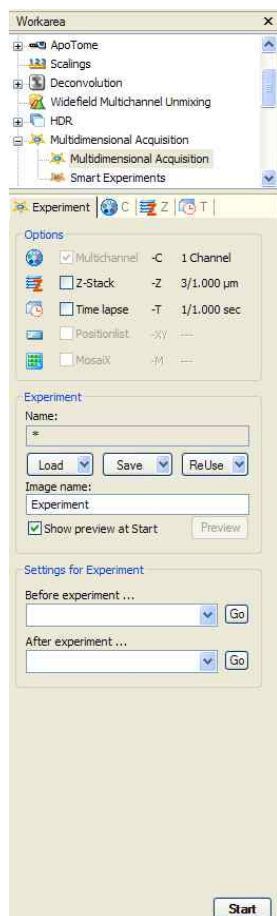 Workarea
ApoTome
Scalings
Deconvolution
Widefield Multichannel Unmixing
HDR
Multidimensional Acquisition
Multidimensional Acquisition
Smart Experiments
Experiment C Z T
Options
Multichannel -C 1 Channel
Z-Stack -Z 3/1.000 µm
Time lapse -T 1/1.000 sec
Positionlist -XY ---
MosaiX -M ---
Experiment
Name:
*
Load Save ReUse
Image name:
Experiment
Show preview at Start Preview
Settings for Experiment
Before experiment ...
Go
After experiment ...
Go
Start